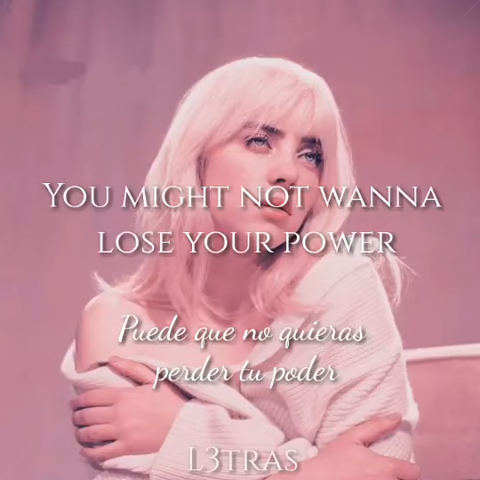 You might not wanna
lose your power
Puede que no quieras
perder tu poder
L3tras